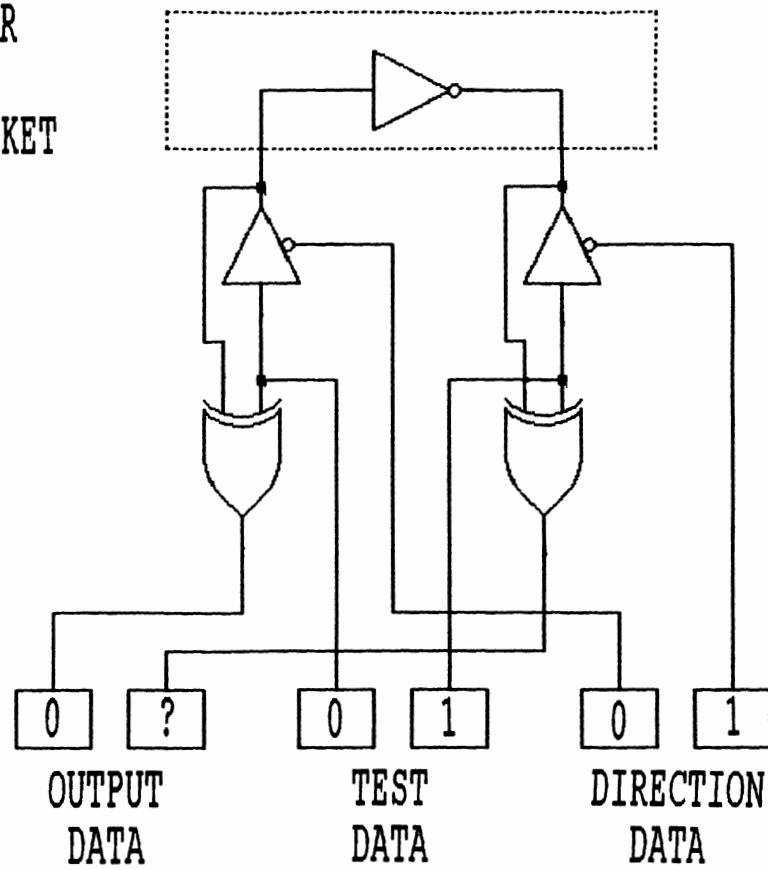 R
KET
0 ? 0 1 0 1
OUTPUT TEST DIRECTION
DATA DATA DATA